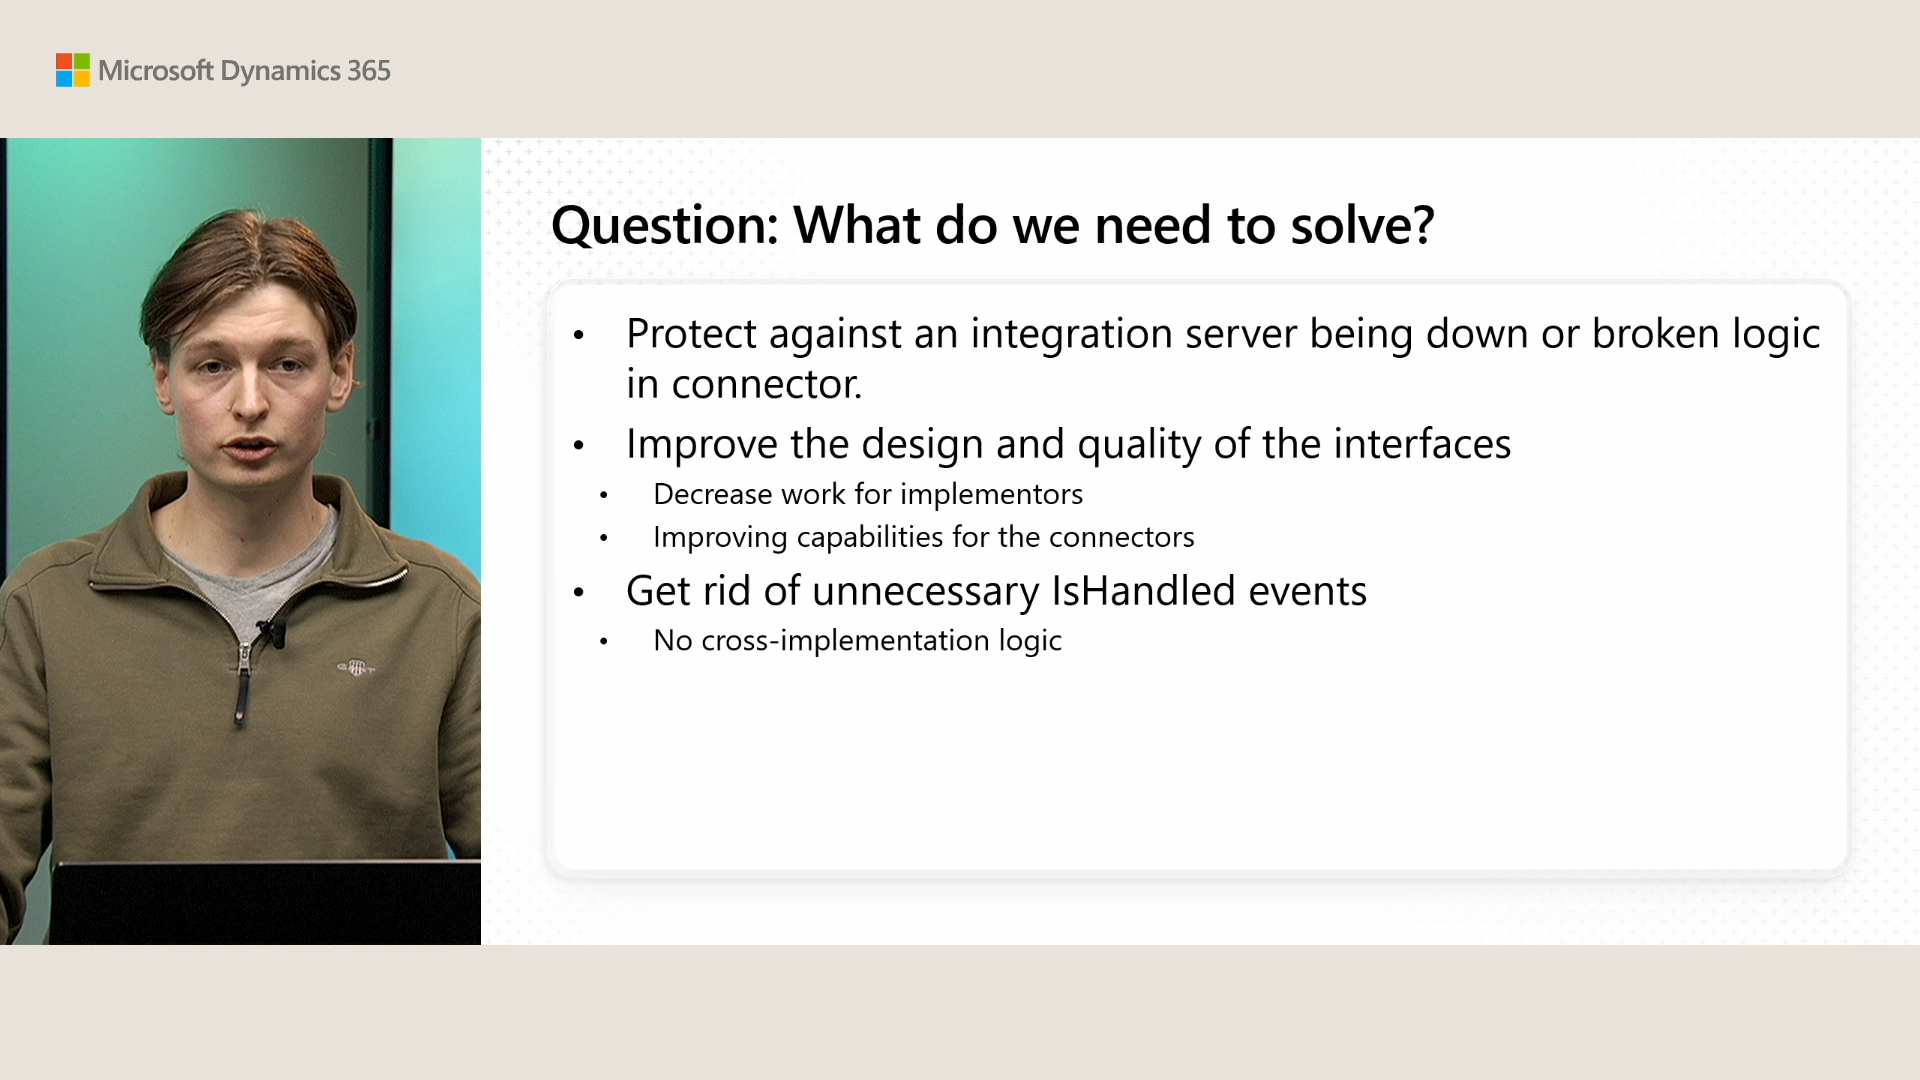 Microsoft Dynamics 365
Question: What do we need to solve?
• Protect against an integration server being down or broken logic
in connector.
• Improve the design and quality of the interfaces
• Decrease work for implementors
• Improving capabilities for the connectors
• Get rid of unnecessary IsHandled events
• No cross-implementation logic
GANT